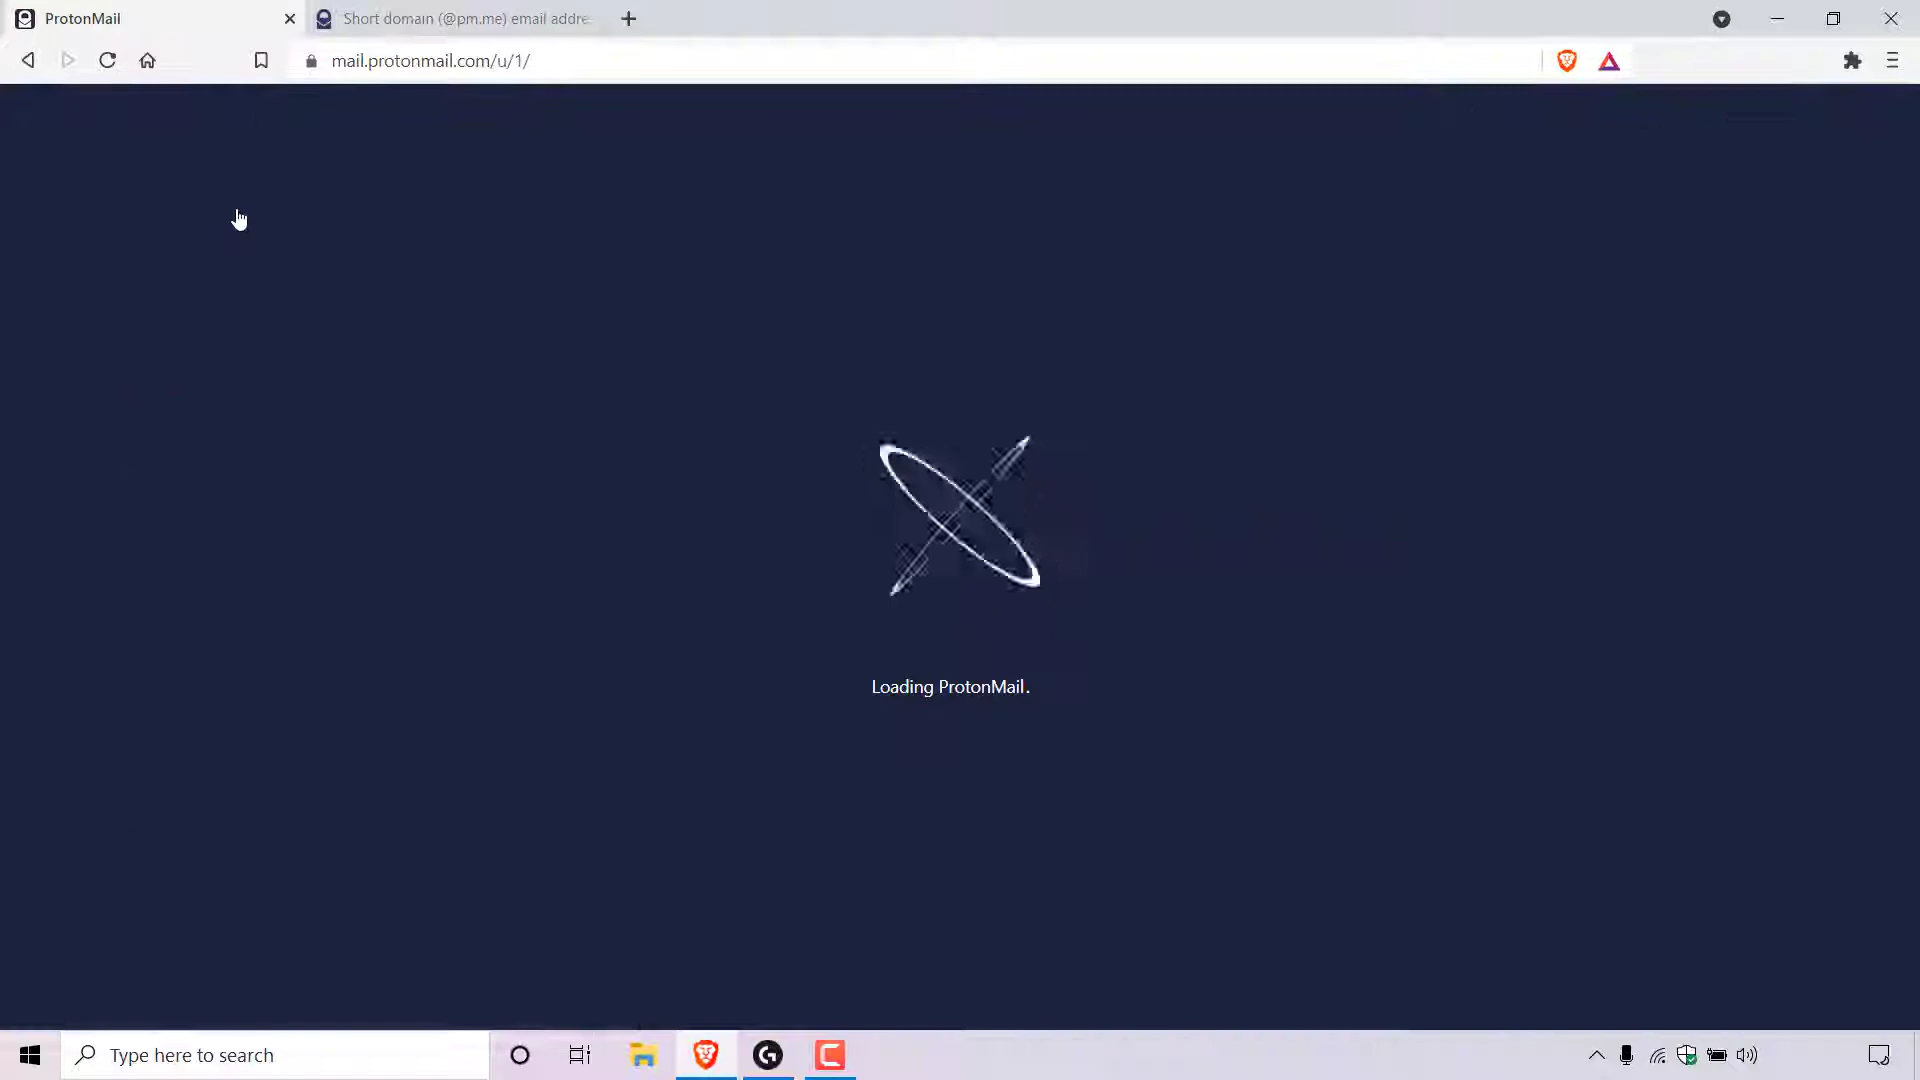 ProtonMail
Short domain (@pm.me) email addre
mail.protonmail.com/u/1/
Loading ProtonMail.
Type here to search